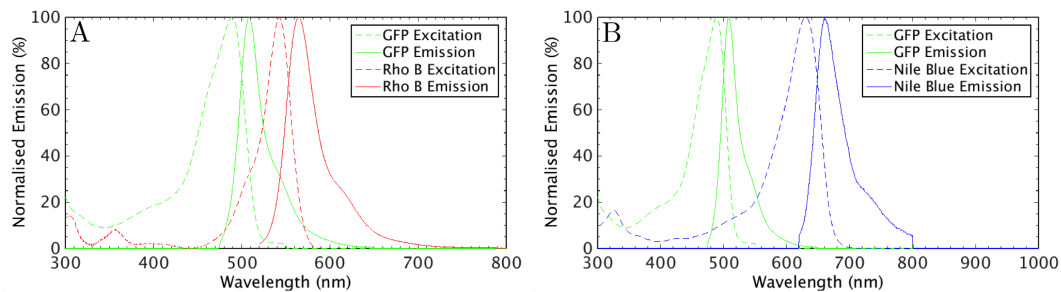 A
GFP Excitation
GFP Emission
Rho B Excitation
Rho B Emission
Normalised Emission (%)
100
80
60
40
20
0
300 400 500 600 700 800
Wavelength (nm)
B
GFP Excitation
GFP Emission
Nile Blue Excitation
Nile Blue Emission
Normalised Emission (%)
100
80
60
40
20
0
300 400 500 600 700 800 900 1000
Wavelength (nm)